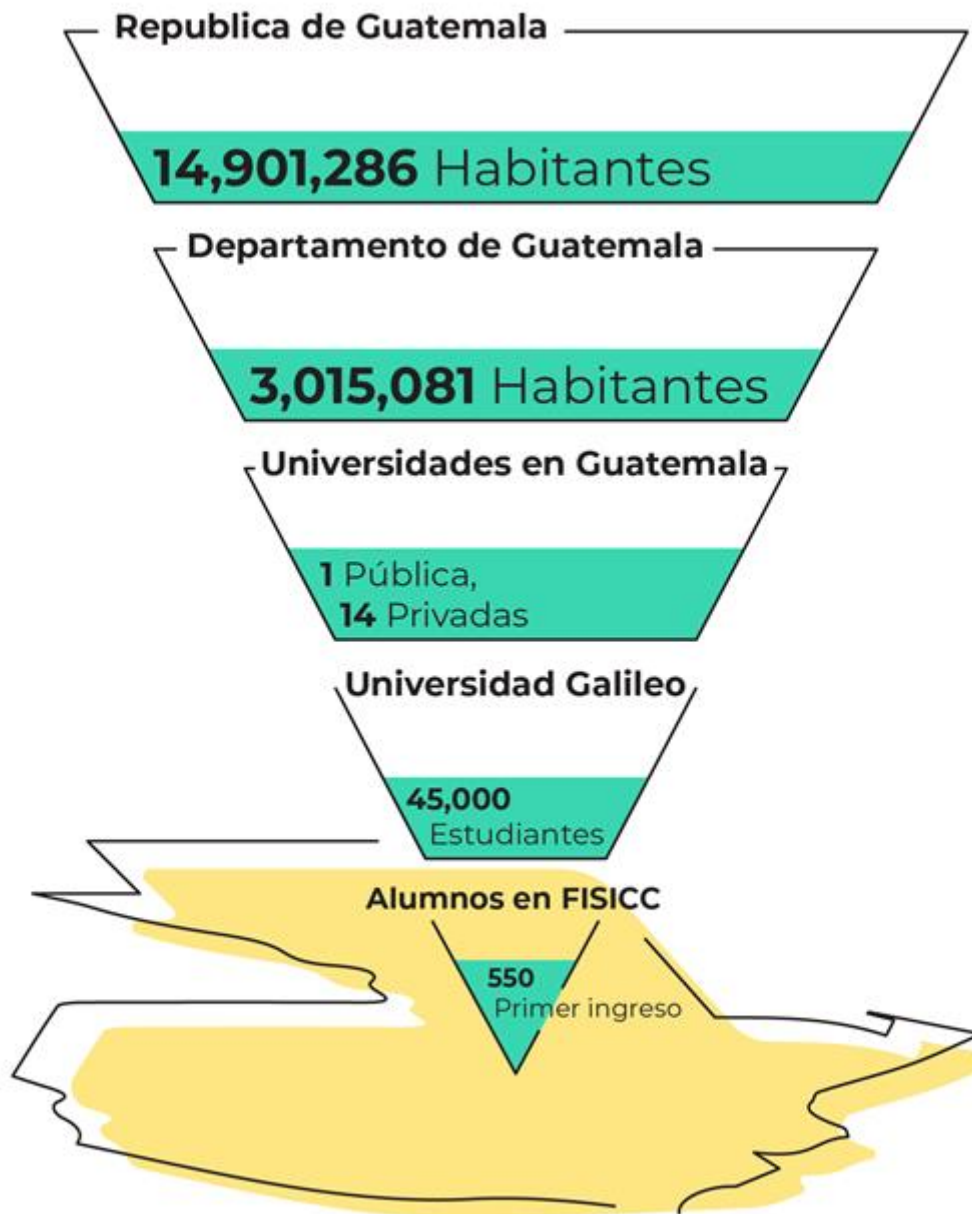 Republica de Guatemala
14,901,286 Habitantes
Departamento de Guatemala
3,015,081 Habitantes
Universidades en Guatemala
1 Pública,
14 Privadas
Universidad Galileo
45,000
Estudiantes
Alumnos en FISICC
550
Primer ingreso